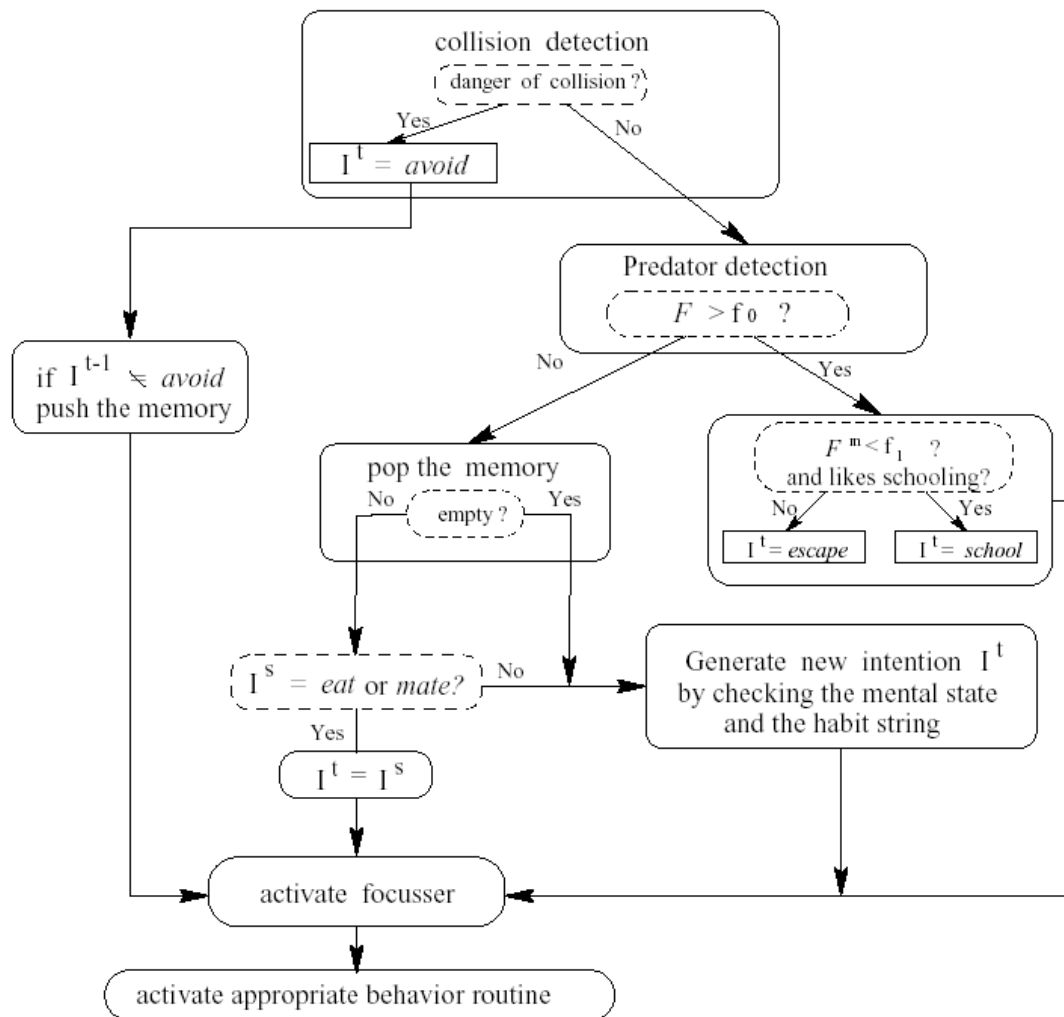 collision detection
danger of collision ?
Yes
No
I^t = avoid
Predator detection
F > f0 ?
No
Yes
if I^t-1 ≠ avoid
push the memory
F^m < f1 ?
and likes schooling?
No
Yes
I^t = escape
I^t = school
pop the memory
No
Yes
empty ?
I^s = eat or mate?
No
Yes
Generate new intention I^t
by checking the mental state
and the habit string
I^t = I^s
activate focusser
activate appropriate behavior routine